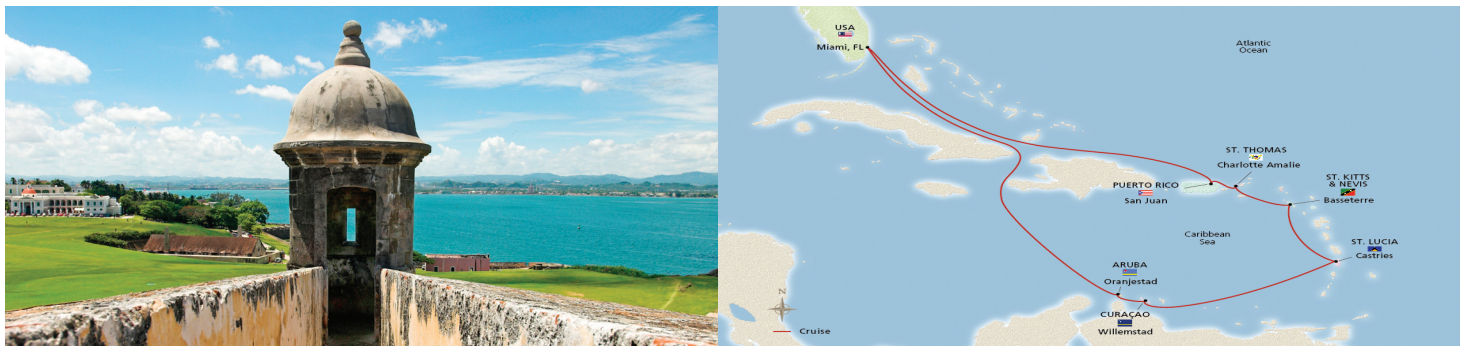 USA
Miami, FL
Atlantic
Ocean
ST. THOMAS
Charlotte Amalie
PUERTO RICO
San Juan
ST. KITTS
& NEVIS
Basseterre
Caribbean
Sea
ST. LUCIA
Castries
ARUBA
Oranjestad
CURAÇAO
Willemstad
N
Cruise